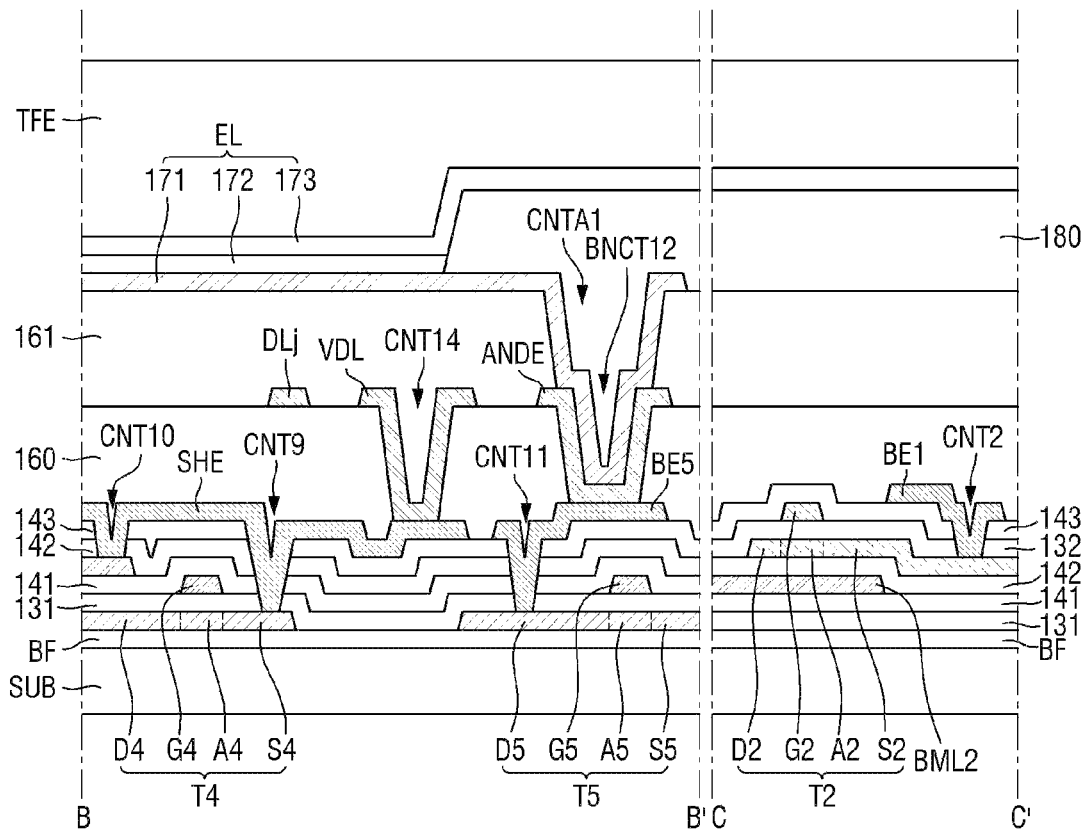 TFE
EL
171 172 173
CNTA1
BNCT12
180
161
DLj
VDL
CNT14
ANDE
CNT10
160
SHE
CNT9
CNT11
BE5
BE1
CNT2
143
142
141
131
BF
SUB
143
132
142
141
131
BF
D4 G4 A4 S4
T4
D5 G5 A5 S5
T5
D2 G2 A2 S2
T2
BML2
B B' C C'